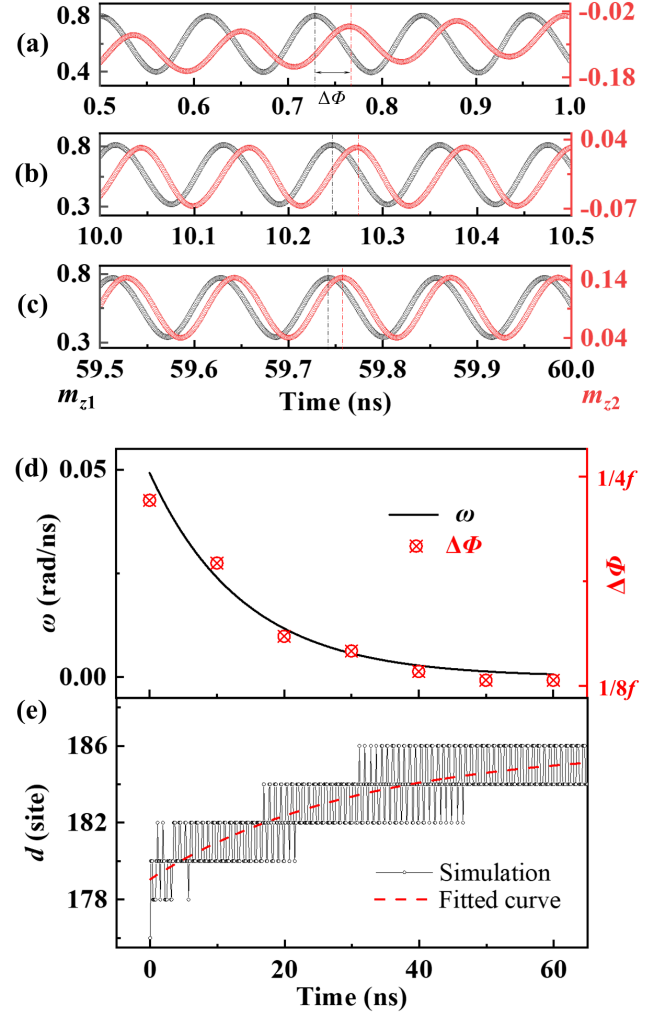 (a)
0.8
0.4
-0.02
-0.18
ΔΦ
0.5 0.6 0.7 0.8 0.9 1.0
(b)
0.8
0.3
0.04
-0.07
10.0 10.1 10.2 10.3 10.4 10.5
(c)
0.8
0.3
0.14
0.04
59.5 59.6 59.7 59.8 59.9 60.0
mz1 Time (ns) mz2
(d)
0.05
0.00
ω (rad/ns)
ω
ΔΦ
1/4f
1/8f
ΔΦ
(e)
186
182
178
d (site)
Simulation
Fitted curve
0 20 40 60
Time (ns)